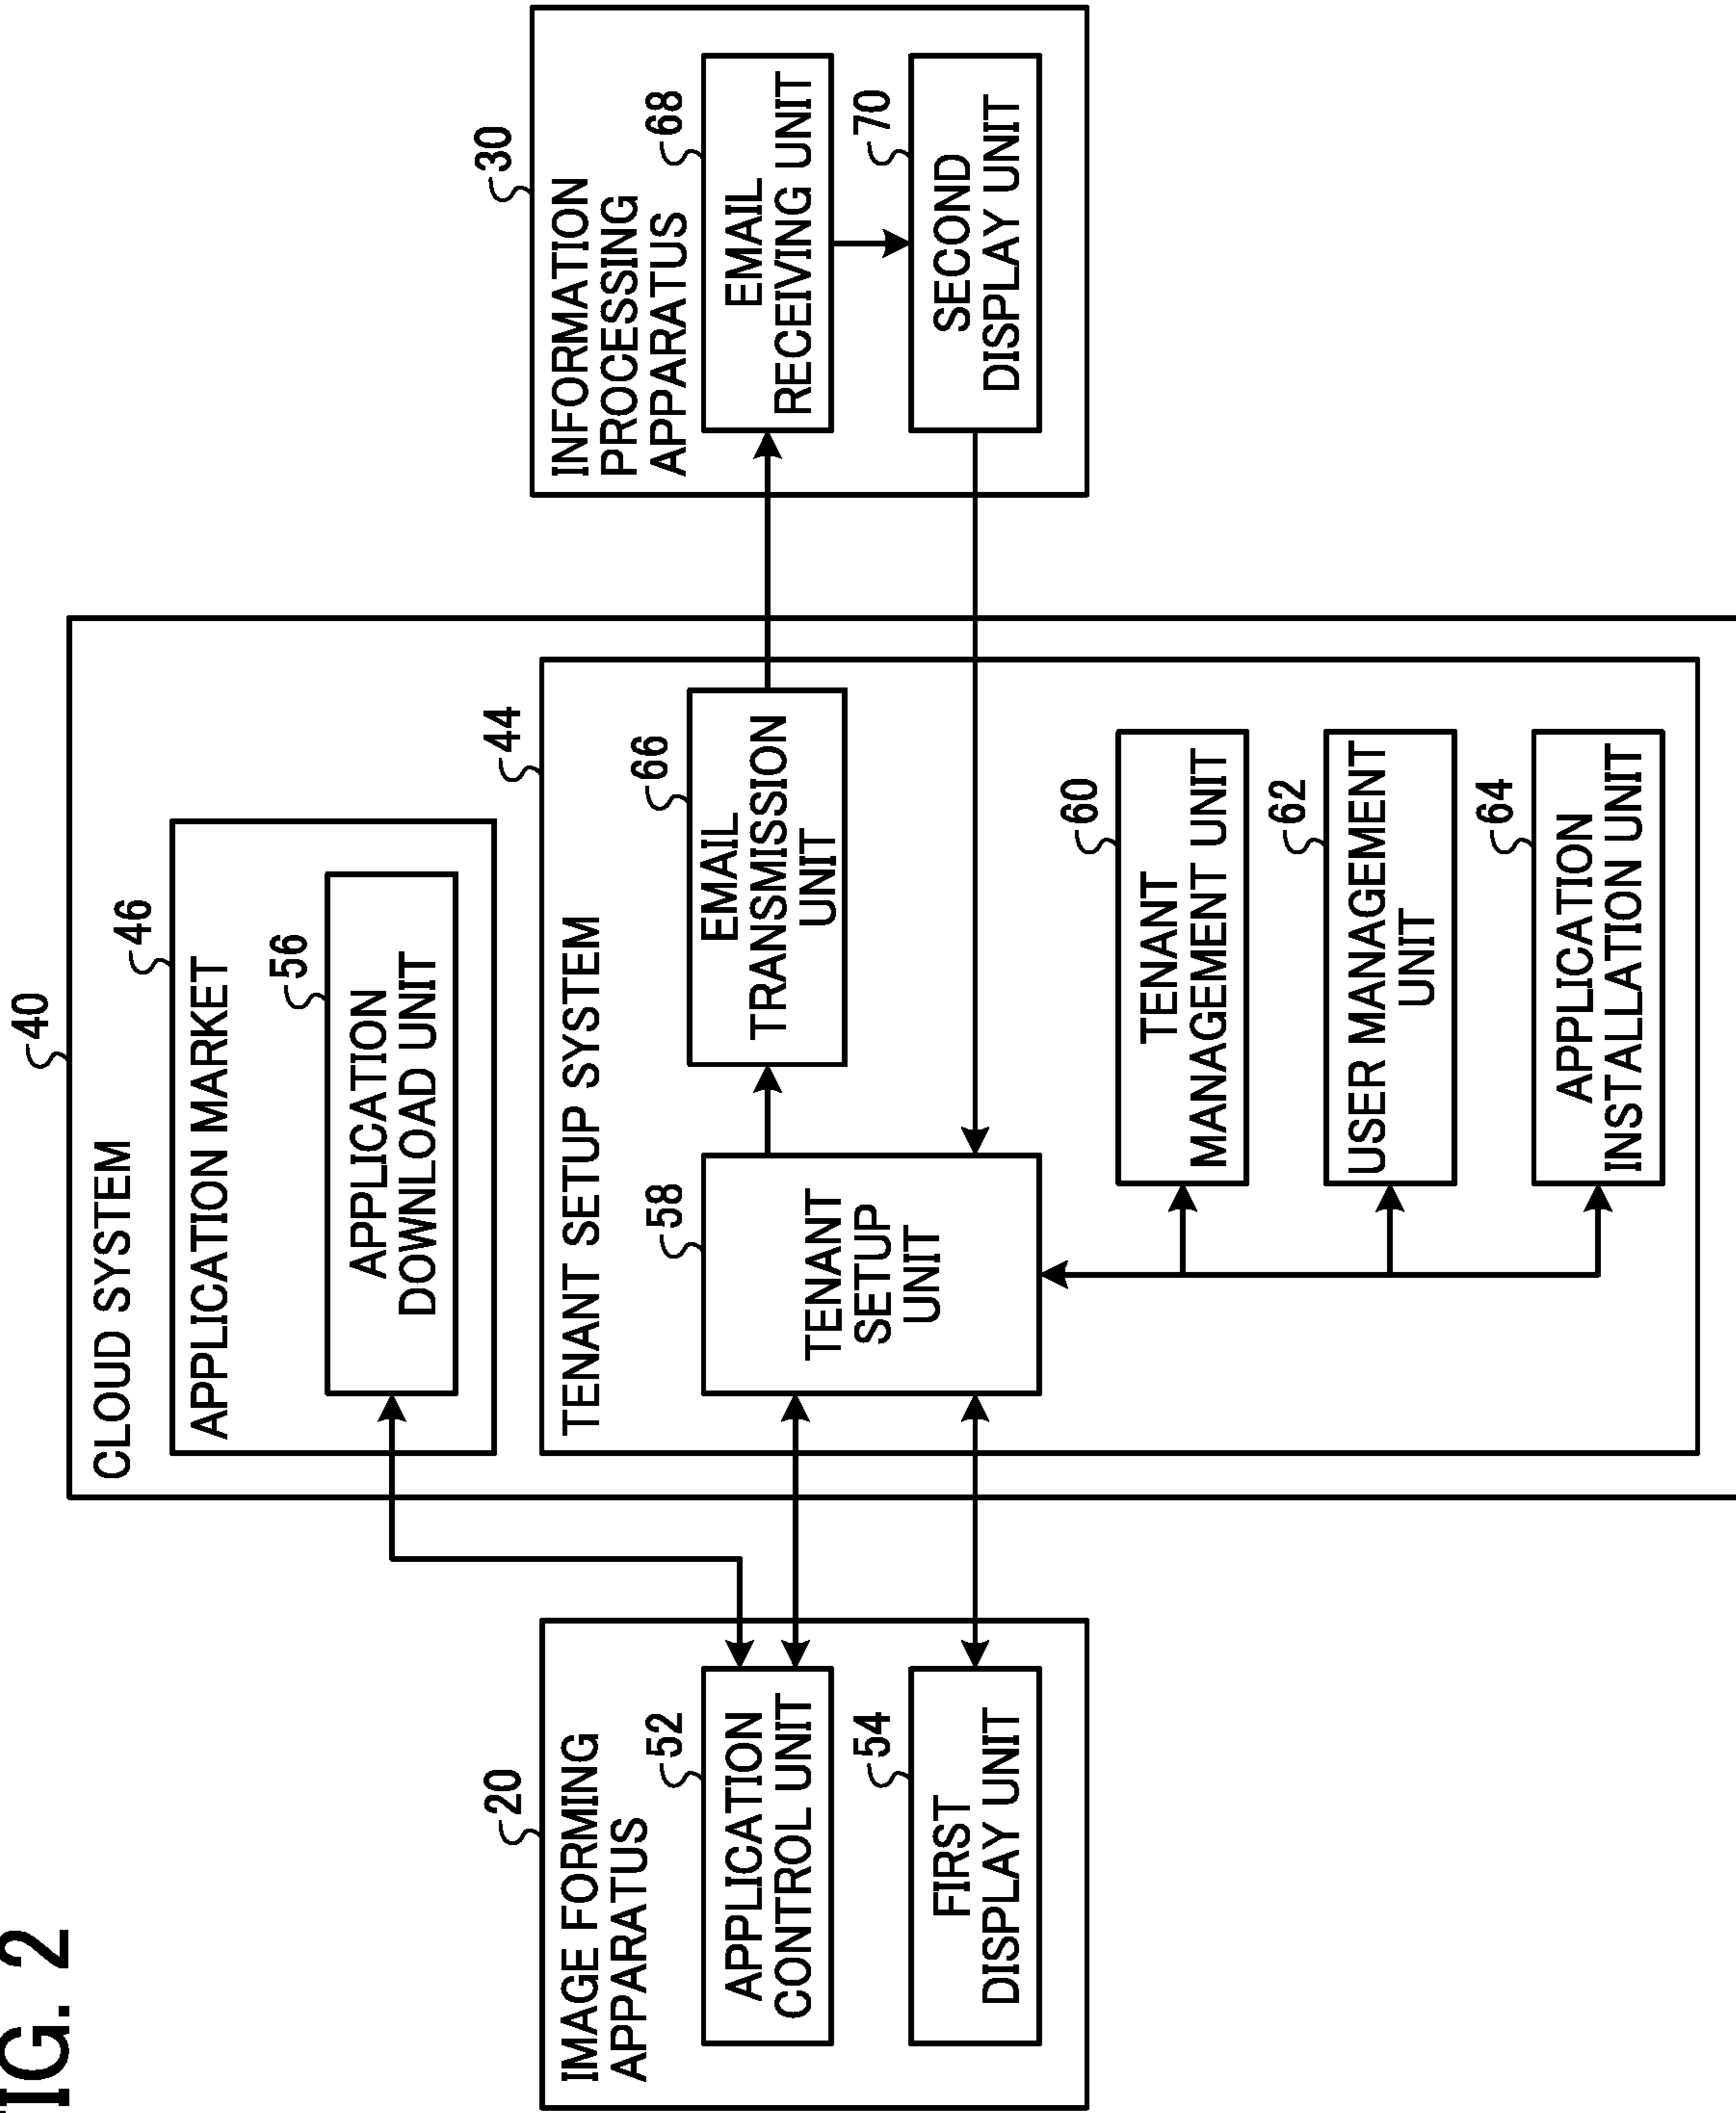 FIG. 2
40
CLOUD SYSTEM
46
APPLICATION MARKET
56
APPLICATION
DOWNLOAD UNIT
20
IMAGE FORMING
APPARATUS
52
APPLICATION
CONTROL UNIT
54
FIRST
DISPLAY UNIT
44
TENANT SETUP SYSTEM
58
TENANT
SETUP
UNIT
66
EMAIL
TRANSMISSION
UNIT
60
TENANT
MANAGEMENT UNIT
62
USER MANAGEMENT
UNIT
64
APPLICATION
INSTALLATION UNIT
30
INFORMATION
PROCESSING
APPARATUS
68
EMAIL
RECEIVING UNIT
70
SECOND
DISPLAY UNIT